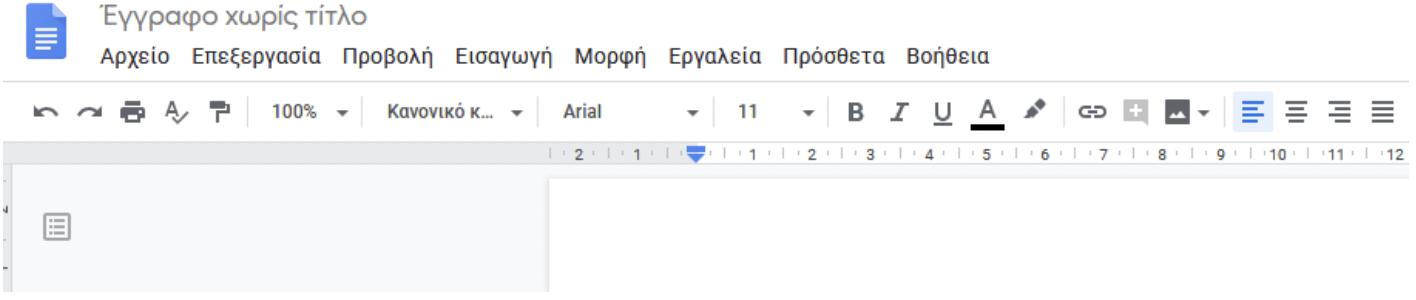 Έγγραφο χωρίς τίτλο
Αρχείο Επεξεργασία Προβολή Εισαγωγή Μορφή Εργαλεία Πρόσθετα Βοήθεια
100% Κανονικό κ... Arial 11 B I U A
2 1 1 2 3 4 5 6 7 8 9 10 11 12